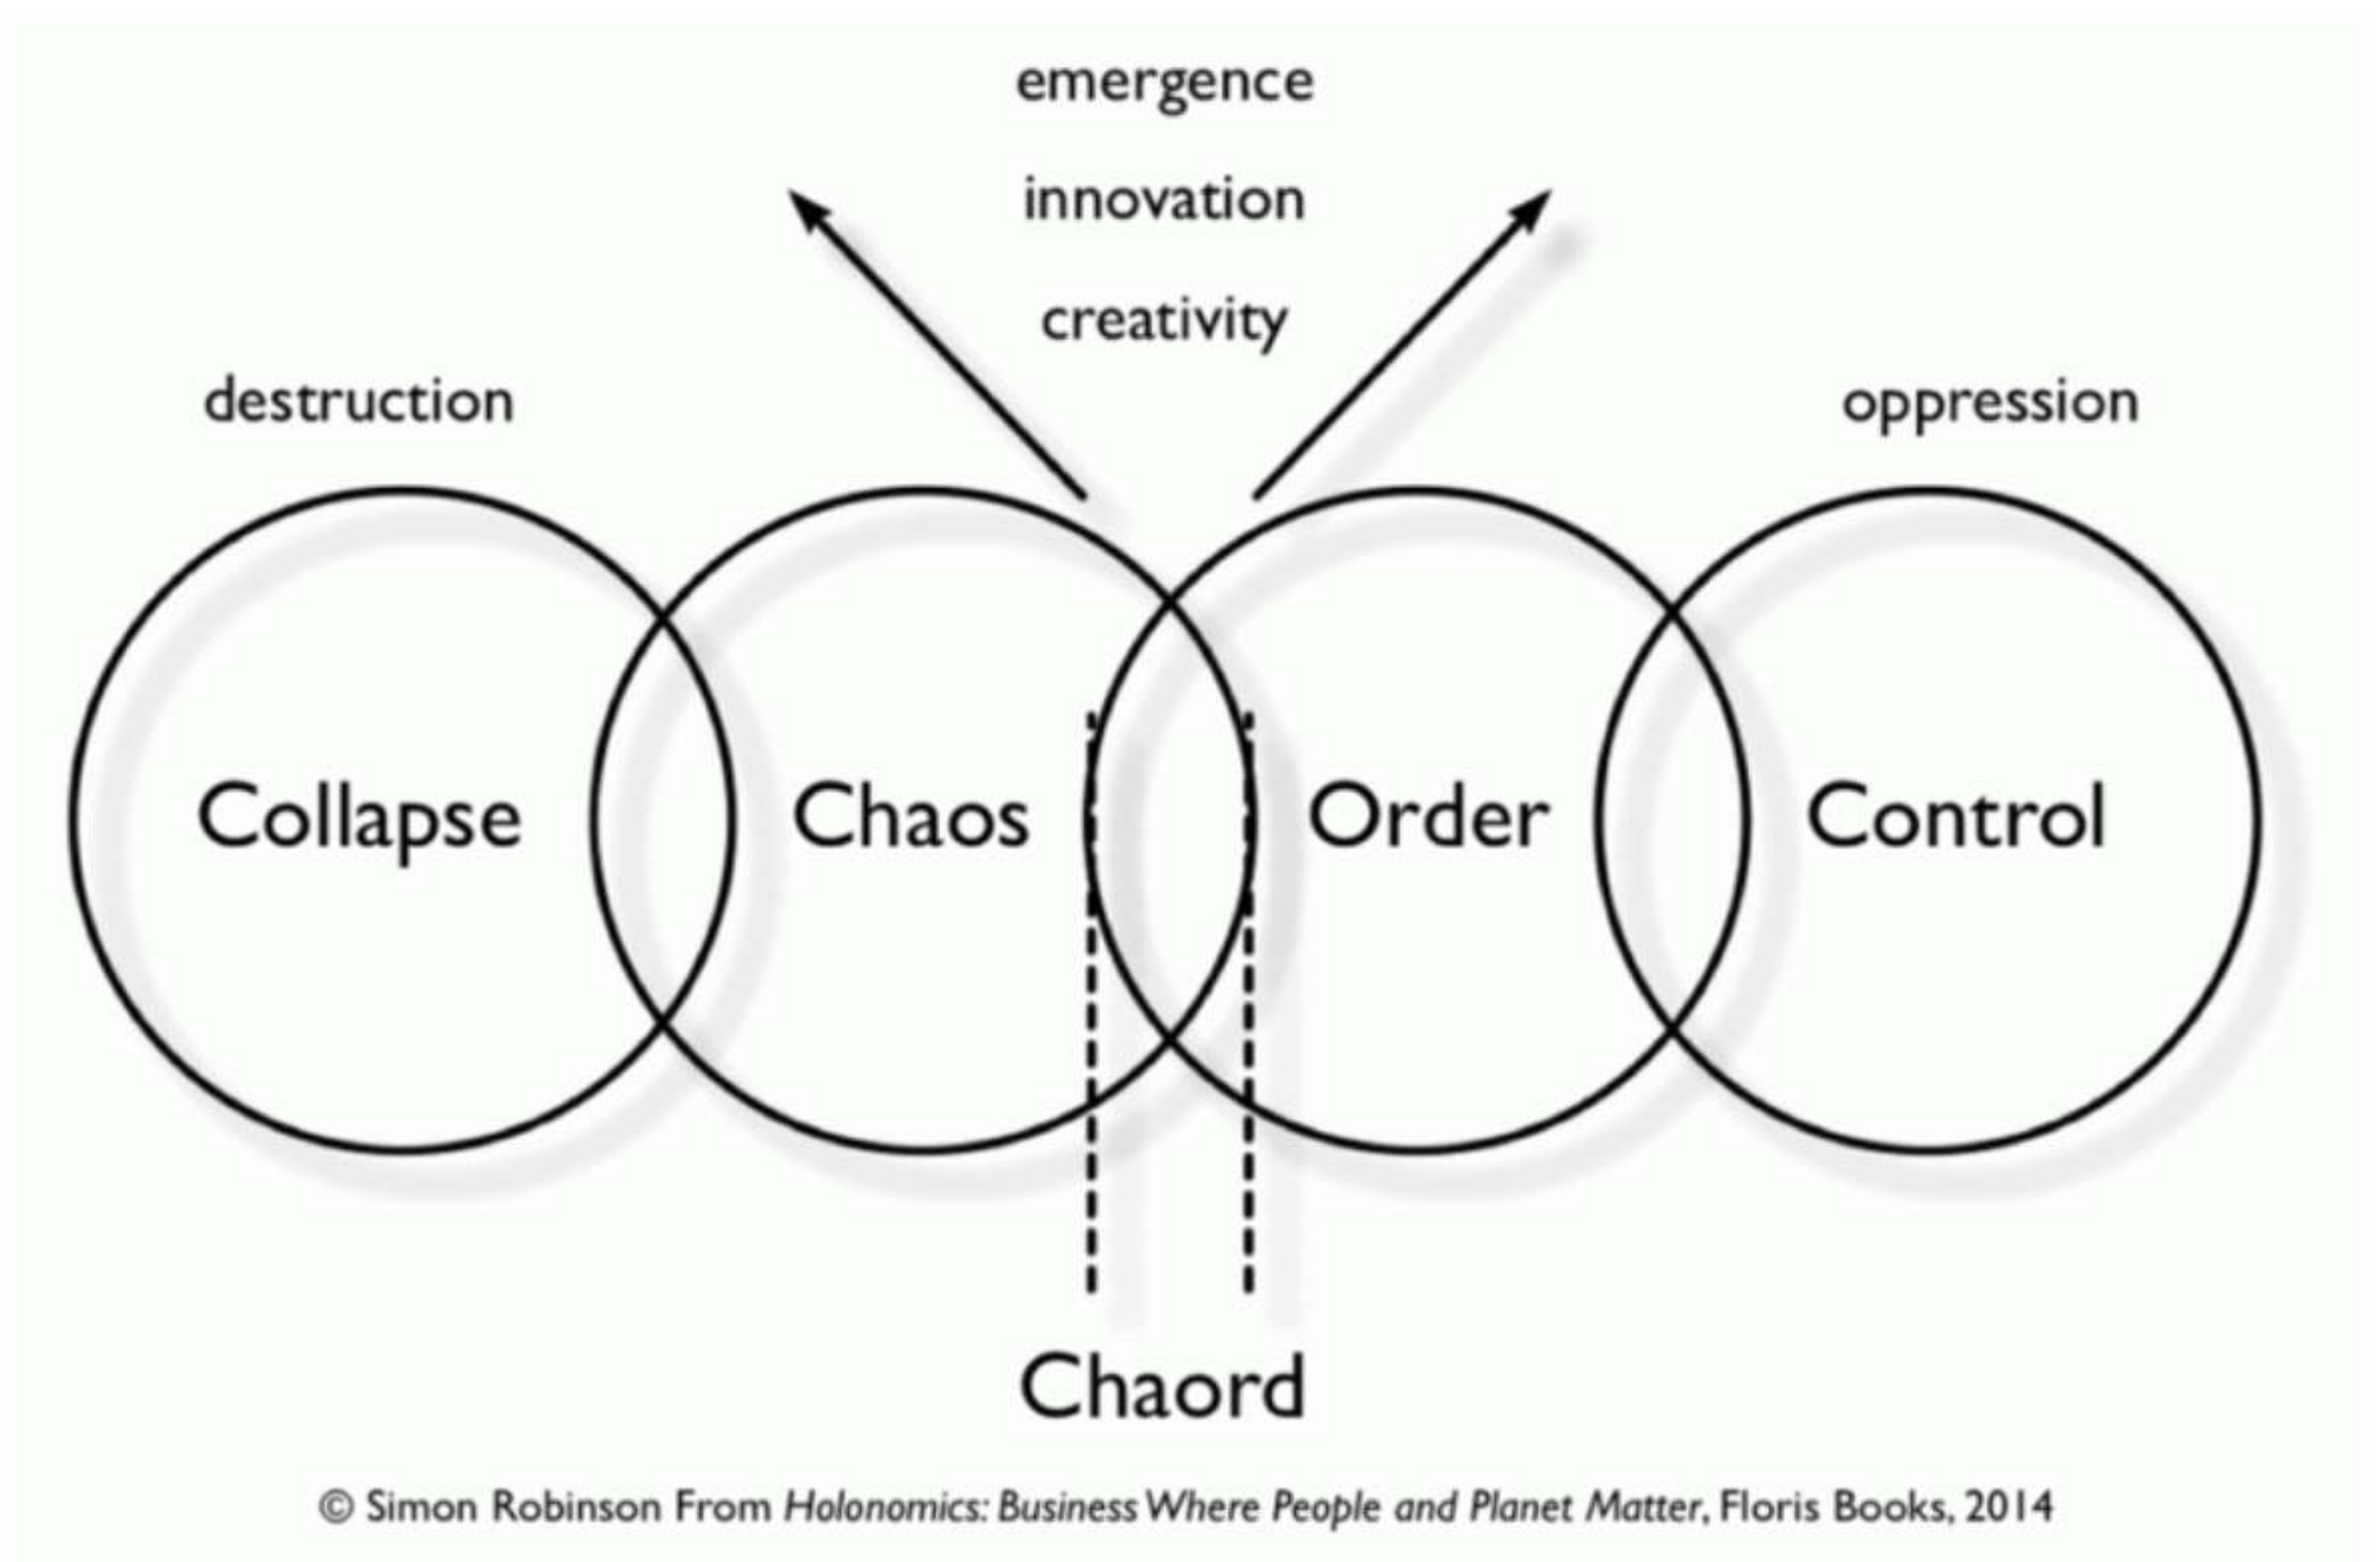 emergence
innovation
creativity
destruction
oppression
Collapse
Chaos
Order
Control
Chaord
© Simon Robinson From Holonomics: Business Where People and Planet Matter, Floris Books, 2014